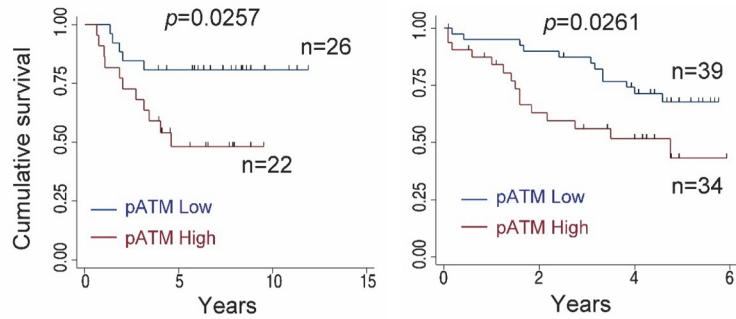 p=0.0257
n=26
n=22
Cumulative survival
1.00
0.75
0.50
0.25
0.00
pATM Low
pATM High
0 5 10 15
Years
p=0.0261
n=39
n=34
1.00
0.75
0.50
0.25
0.00
pATM Low
pATM High
0 2 4 6
Years